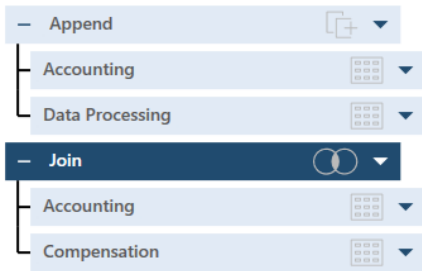 Append
Accounting
Data Processing
Join
Accounting
Compensation